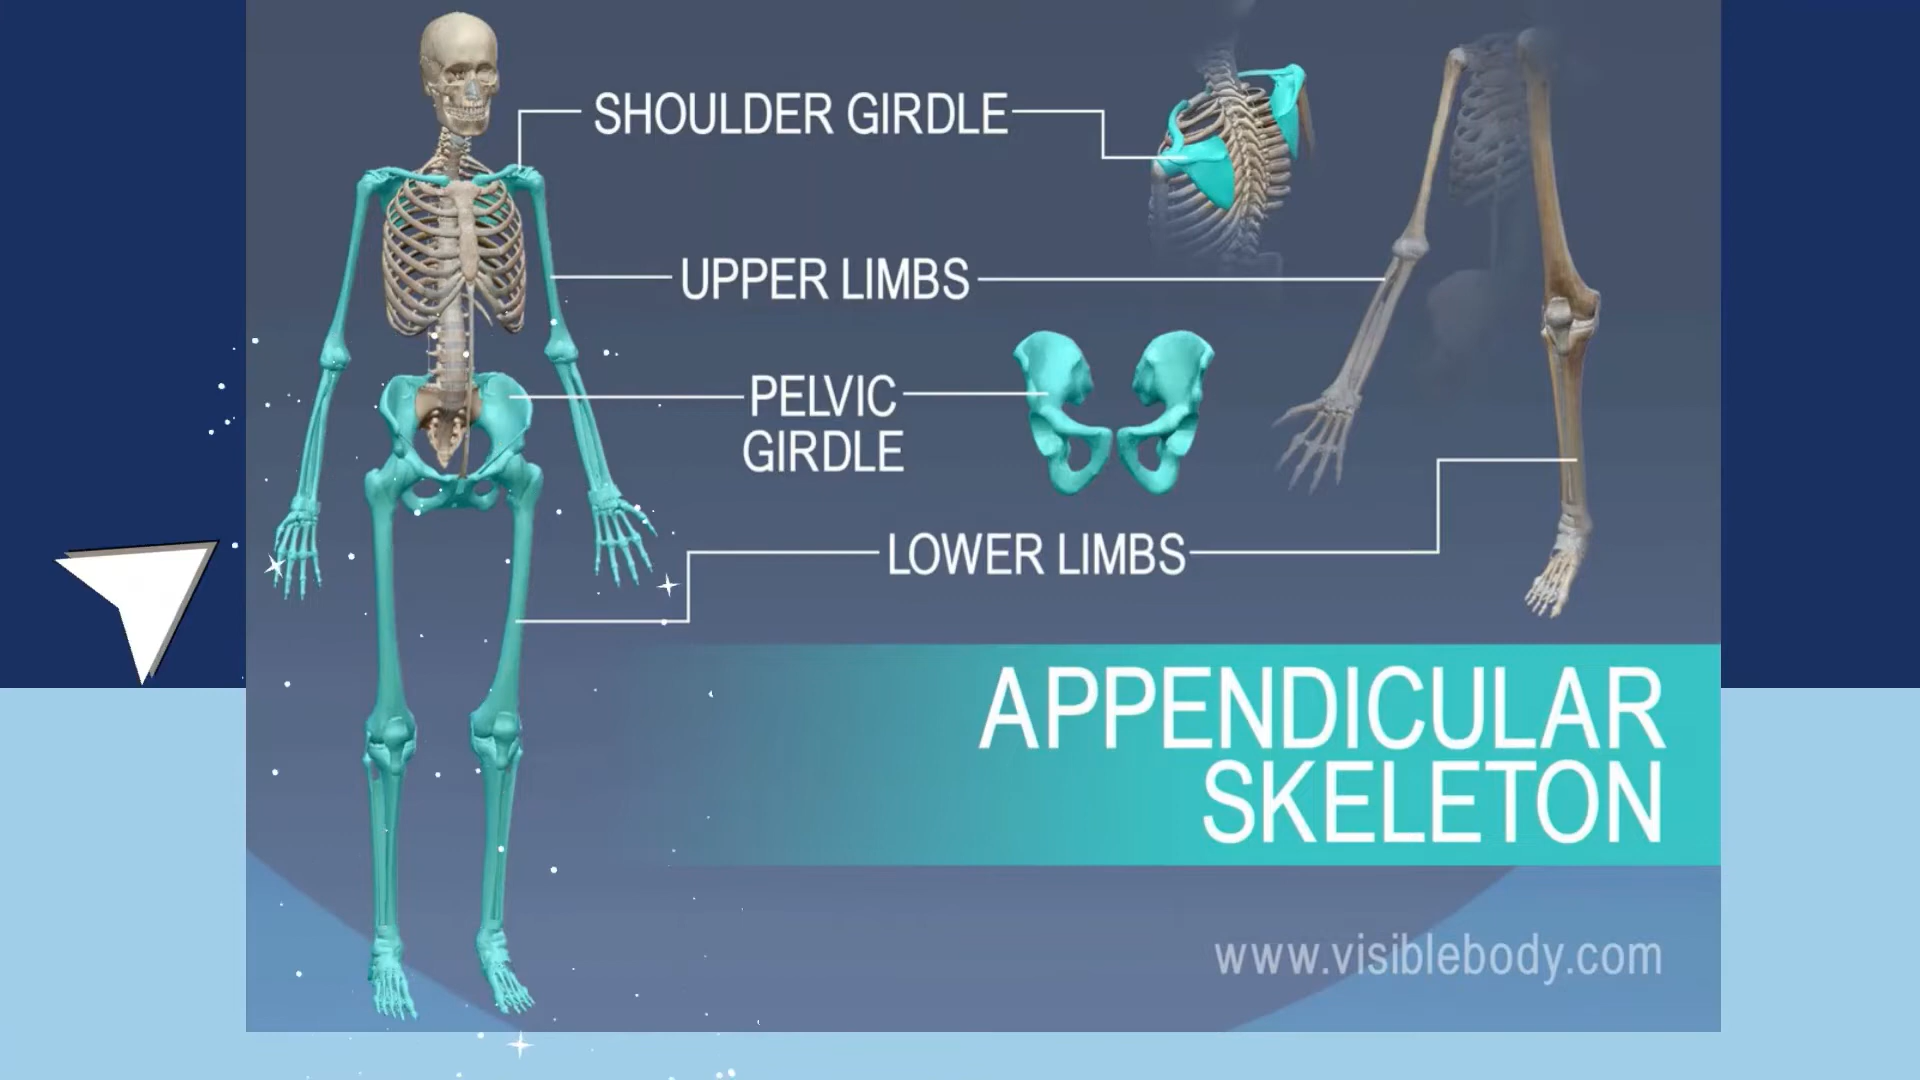 SHOULDER GIRDLE
UPPER LIMBS
PELVIC
GIRDLE
LOWER LIMBS
APPENDICULAR
SKELETON
www.visiblebody.com